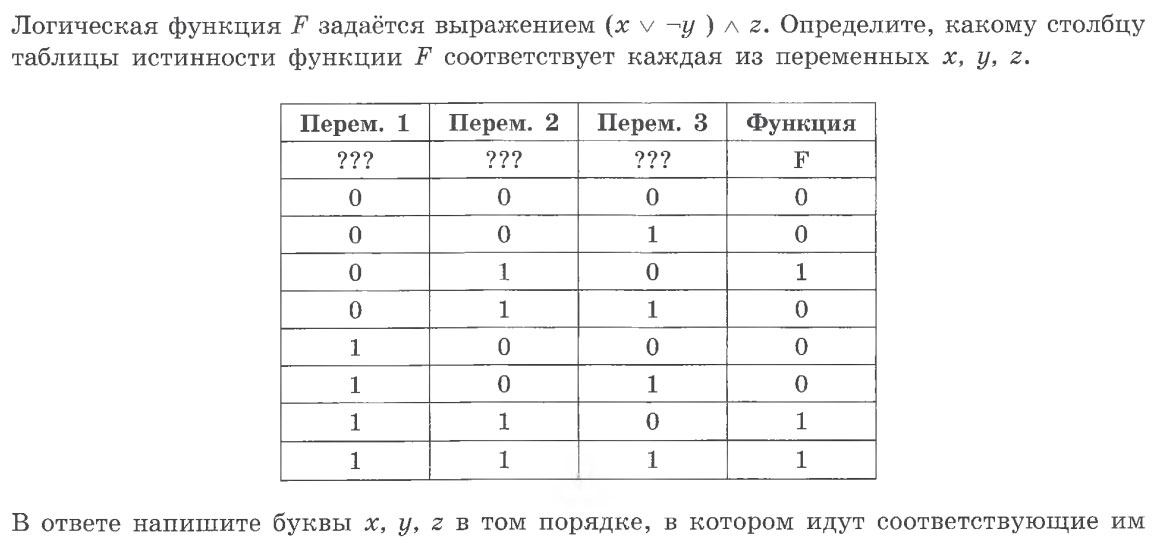 Логическая функция F задаётся выражением (x ∨ ¬y ) ∧ z. Определите, какому столбцу
таблицы истинности функции F соответствует каждая из переменных x, y, z.
Перем. 1 Перем. 2 Перем. 3 Функция
??? ??? ??? F
0 0 0 0
0 0 1 0
0 1 0 1
0 1 1 0
1 0 0 0
1 0 1 0
1 1 0 1
1 1 1 1
В ответе напишите буквы x, y, z в том порядке, в котором идут соответствующие им